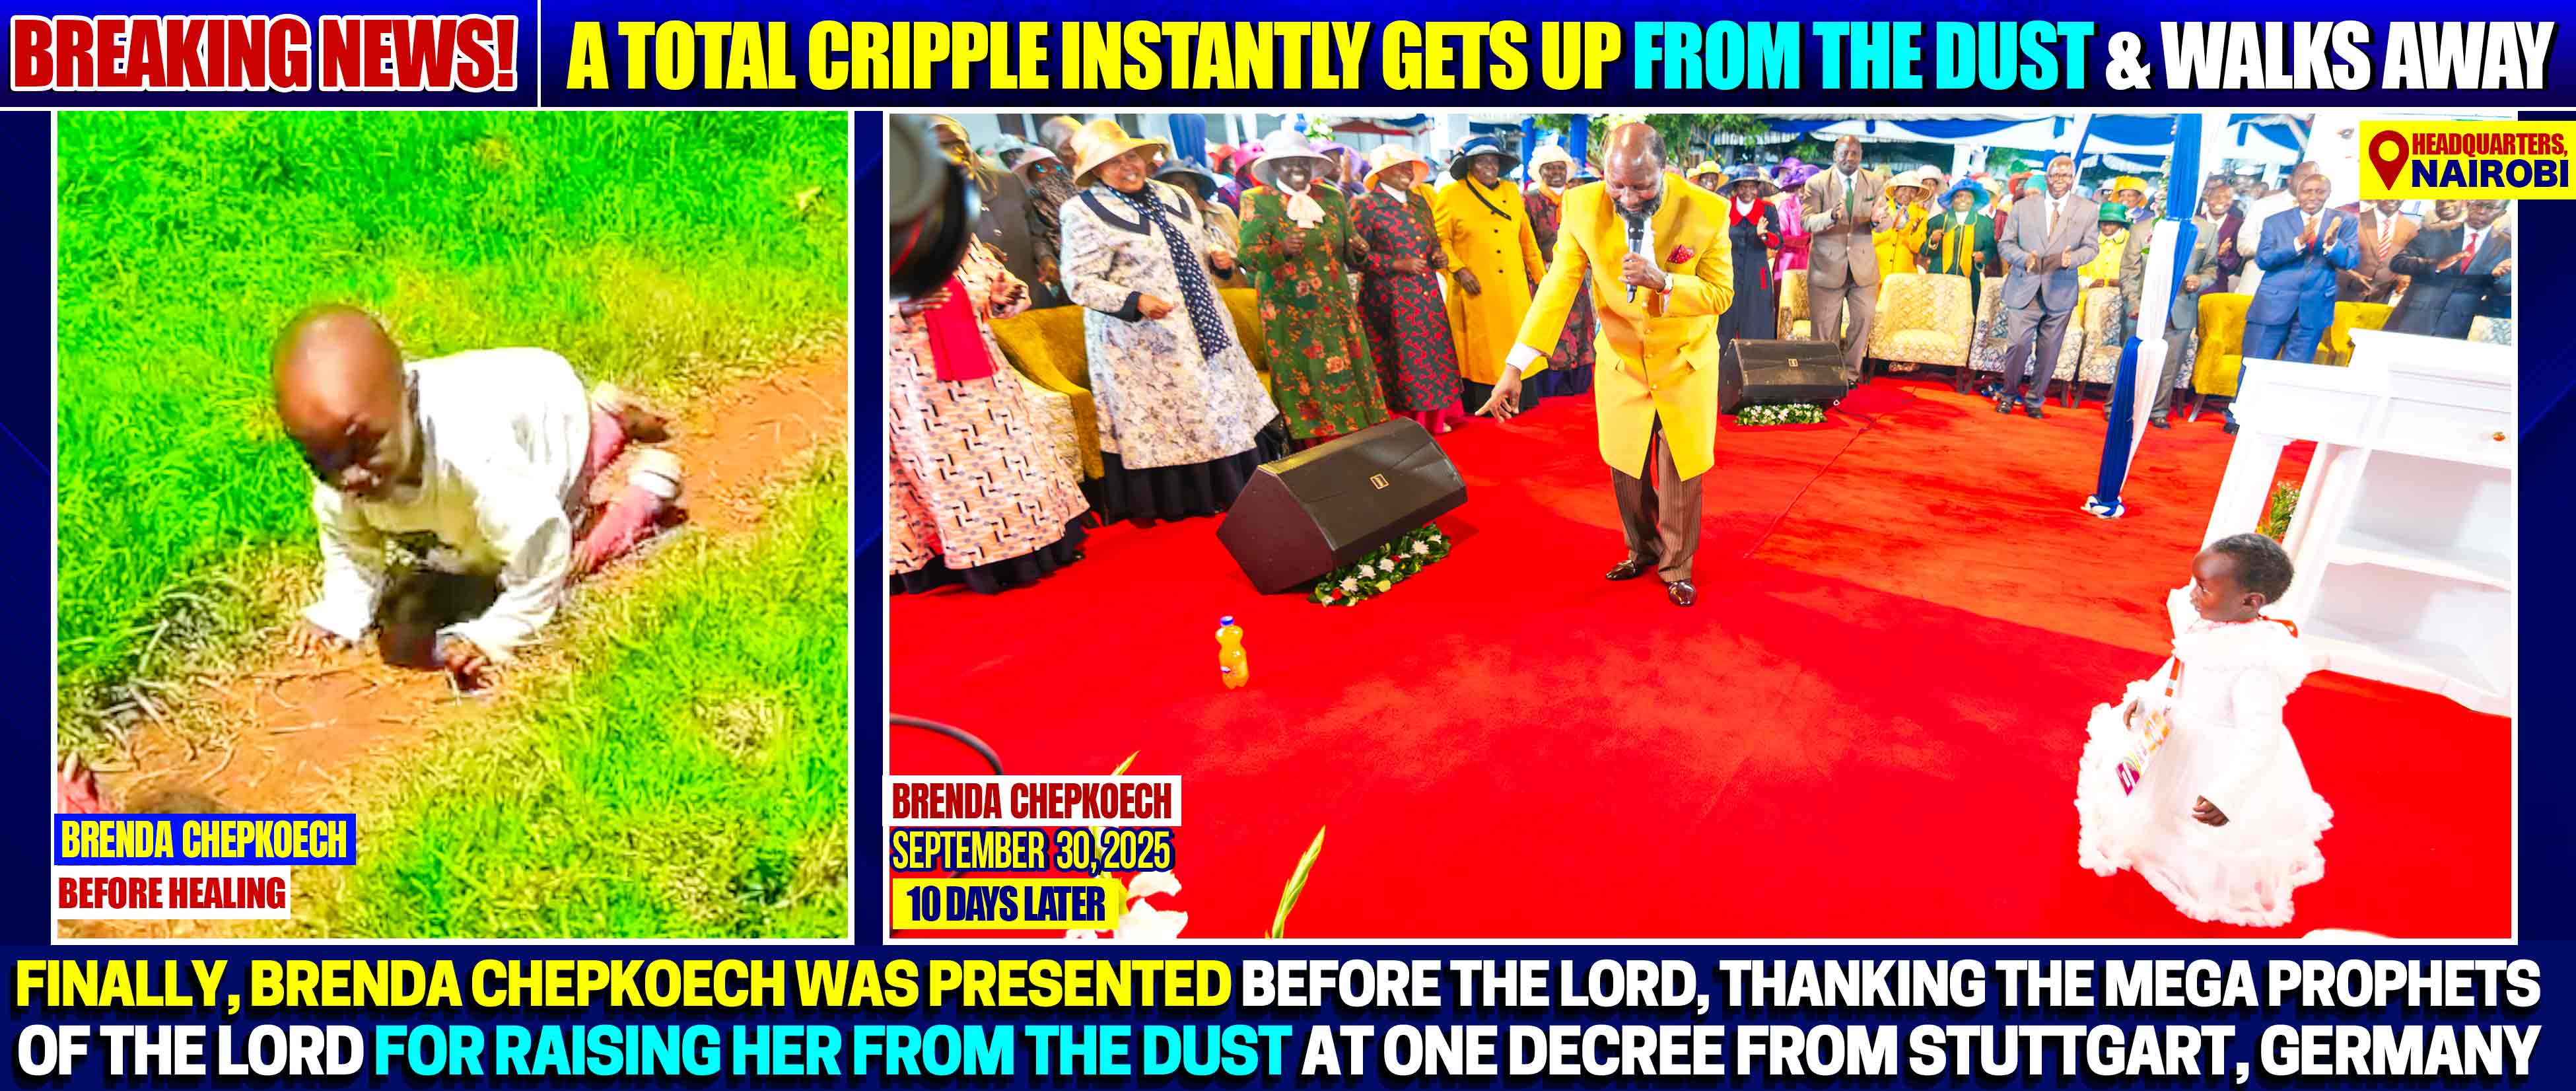 BREAKING NEWS!
A TOTAL CRIPPLE INSTANTLY GETS UP FROM THE DUST & WALKS AWAY
HEADQUARTERS,
NAIROBI
BRENDA CHEPKOECH
BEFORE HEALING
BRENDA CHEPKOECH
SEPTEMBER 30, 2025
10 DAYS LATER
FINALLY, BRENDA CHEPKOECH WAS PRESENTED BEFORE THE LORD, THANKING THE MEGA PROPHETS
OF THE LORD FOR RAISING HER FROM THE DUST AT ONE DECREE FROM STUTTGART, GERMANY